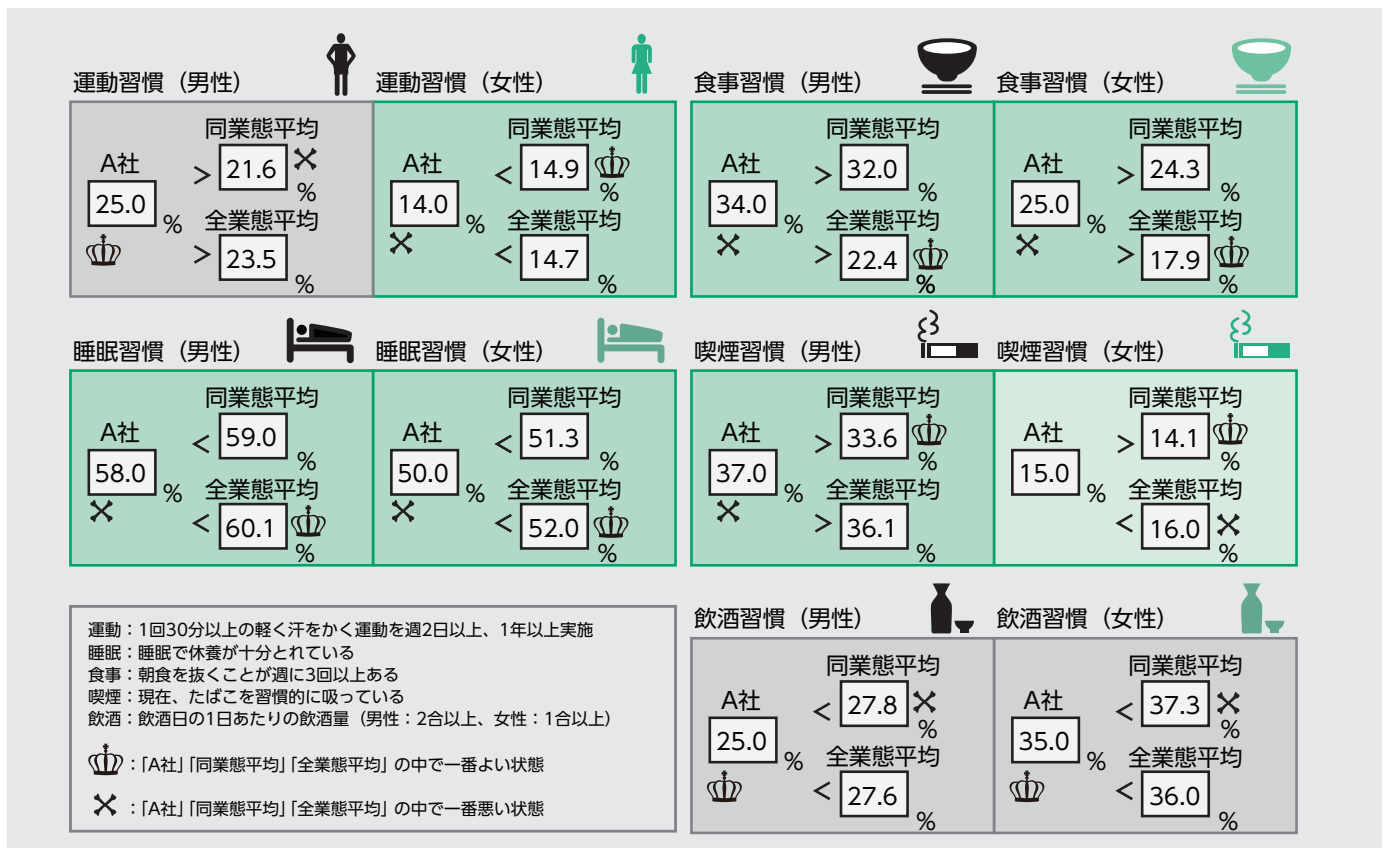 運動習慣（男性）
同業態平均
A社
>
21.6
%
25.0
%
全業態平均
>
23.5
%
運動習慣（女性）
同業態平均
A社
<
14.9
%
14.0
%
全業態平均
<
14.7
%
食事習慣（男性）
同業態平均
A社
>
32.0
%
34.0
%
全業態平均
>
22.4
%
食事習慣（女性）
同業態平均
A社
>
24.3
%
25.0
%
全業態平均
>
17.9
%
睡眠習慣（男性）
同業態平均
A社
<
59.0
%
58.0
%
全業態平均
<
60.1
%
睡眠習慣（女性）
同業態平均
A社
<
51.3
%
50.0
%
全業態平均
<
52.0
%
喫煙習慣（男性）
同業態平均
A社
>
33.6
%
37.0
%
全業態平均
>
36.1
%
喫煙習慣（女性）
同業態平均
A社
>
14.1
%
15.0
%
全業態平均
<
16.0
%
運動：1回30分以上の軽く汗をかく運動を週2日以上、1年以上実施
睡眠：睡眠で休養が十分とれている
食事：朝食を抜くことが週に3回以上ある
喫煙：現在、たばこを習慣的に吸っている
飲酒：飲酒日の1日あたりの飲酒量（男性：2合以上、女性：1合以上）
：「A社」「同業態平均」「全業態平均」の中で一番よい状態
：「A社」「同業態平均」「全業態平均」の中で一番悪い状態
飲酒習慣（男性）
同業態平均
A社
<
27.8
%
25.0
%
全業態平均
<
27.6
%
飲酒習慣（女性）
同業態平均
A社
<
37.3
%
35.0
%
全業態平均
<
36.0
%